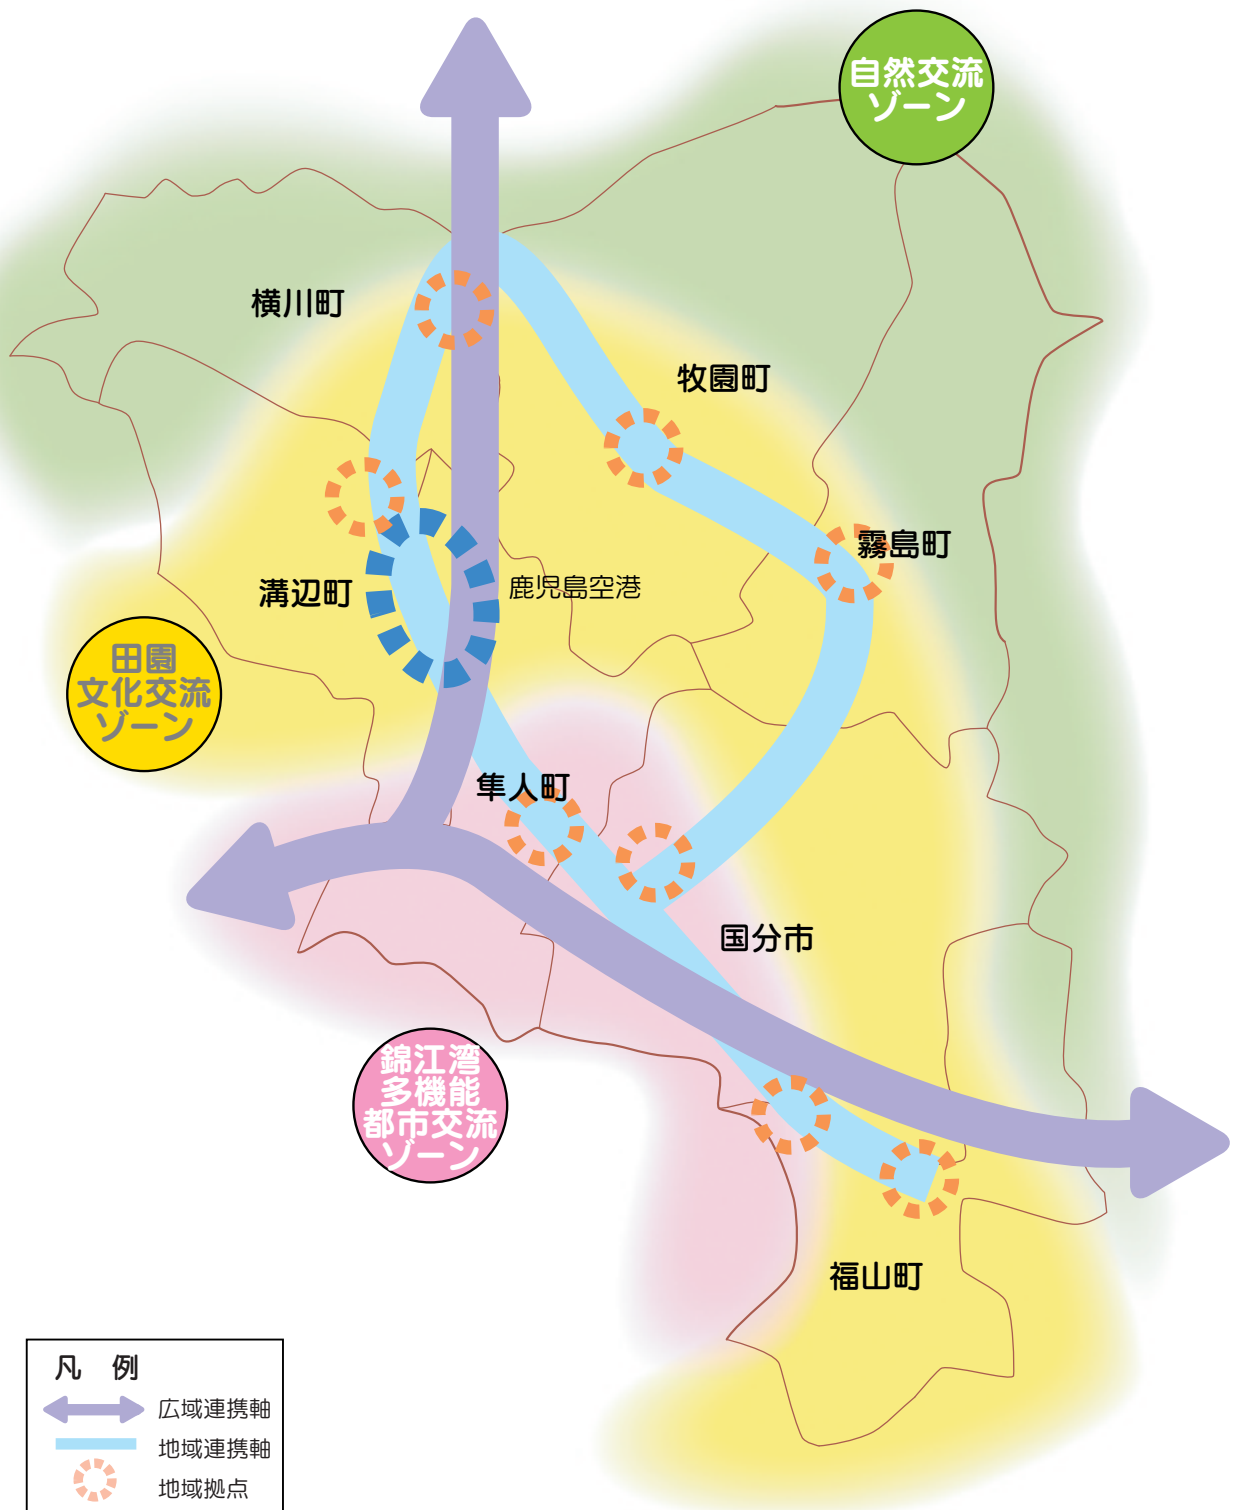 自然交流
ゾーン
横川町
牧園町
霧島町
溝辺町
鹿児島空港
田園
文化交流
ゾーン
隼人町
国分市
錦江湾
多機能
都市交流
ゾーン
福山町
凡　例
広域連携軸
地域連携軸
地域拠点